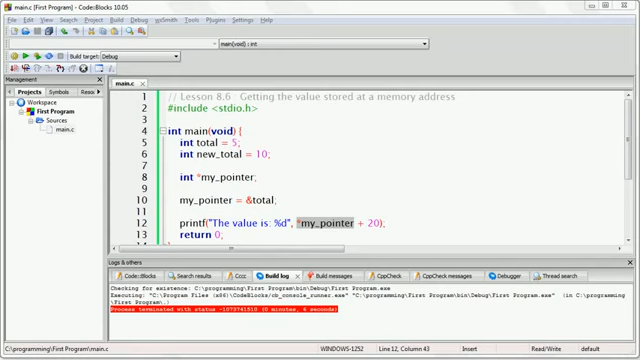 main.c [First Program] - Code::Blocks 10.05
File Edit View Search Project Build Debug wxSmith Tools Plugins Settings Help
main(void) : int
Build target: Debug
Management
Projects Symbols Resou
Workspace
First Program
Sources
main.c
main.c
1 // Lesson 8.6 Getting the value stored at a memory address
2 #include <stdio.h>
3
4 int main(void) {
5 int total = 5;
6 int new_total = 10;
7
8 int *my_pointer;
9
10 my_pointer = &total;
11
12 printf("The value is: %d", *my_pointer + 20);
13 return 0;
14 }
Logs & others
Code::Blocks Search results Cccc Build log Build messages CppCheck CppCheck messages Debugger Thread search
Checking for existence: C:\programming\First Program\bin\Debug\First Program.exe
Executing: "C:\Program Files (x86)\CodeBlocks/cb_console_runner.exe" "C:\programming\First Program\bin\Debug\First Program.exe" (in C:\programming\First
Program\.)
Process terminated with status -1073741510 (0 minutes, 6 seconds)
C:\programming\First Program\main.c WINDOWS-1252 Line 12, Column 43 Insert Read/Write default